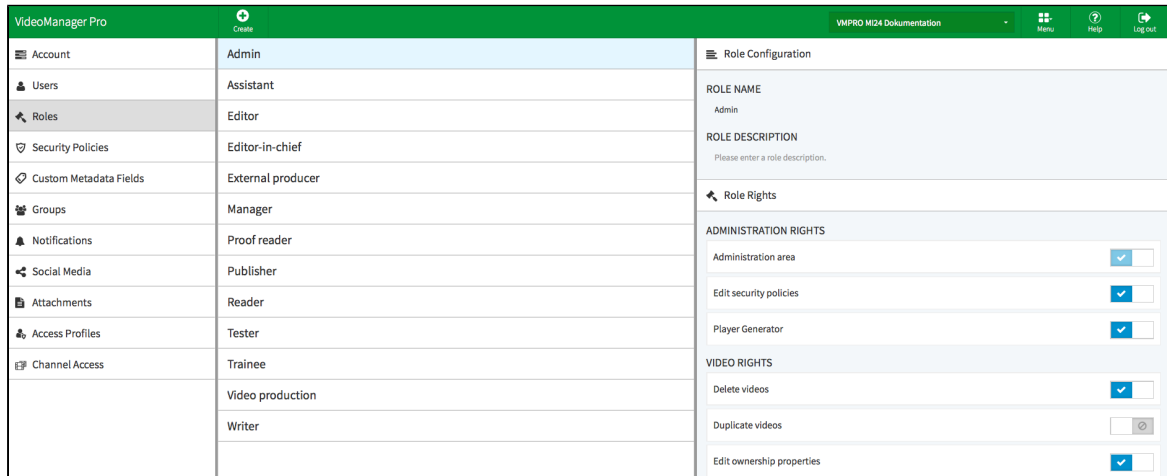 VideoManager Pro
Create
VMPRO MI24 Dokumentation
Menu
Help
Log out
Account
Users
Roles
Security Policies
Custom Metadata Fields
Groups
Notifications
Social Media
Attachments
Access Profiles
Channel Access
Admin
Assistant
Editor
Editor-in-chief
External producer
Manager
Proof reader
Publisher
Reader
Tester
Trainee
Video production
Writer
Role Configuration
ROLE NAME
Admin
ROLE DESCRIPTION
Please enter a role description.
Role Rights
ADMINISTRATION RIGHTS
Administration area
Edit security policies
Player Generator
VIDEO RIGHTS
Delete videos
Duplicate videos
Edit ownership properties